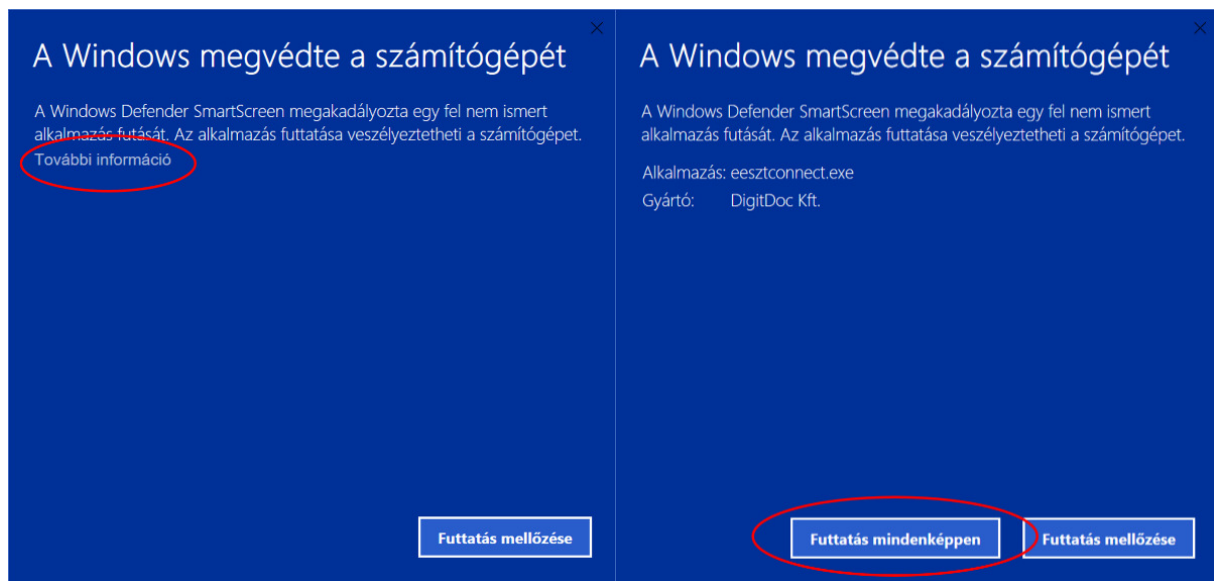 A Windows megvédte a számítógépét
A Windows Defender SmartScreen megakadályozta egy fel nem ismert
alkalmazás futását. Az alkalmazás futtatása veszélyeztetheti a számítógépet.
További információ
Futtatás mellőzése
A Windows megvédte a számítógépét
A Windows Defender SmartScreen megakadályozta egy fel nem ismert
alkalmazás futását. Az alkalmazás futtatása veszélyeztetheti a számítógépet.
Alkalmazás: eesztconnect.exe
Gyártó: DigitDoc Kft.
Futtatás mindenképpen
Futtatás mellőzése